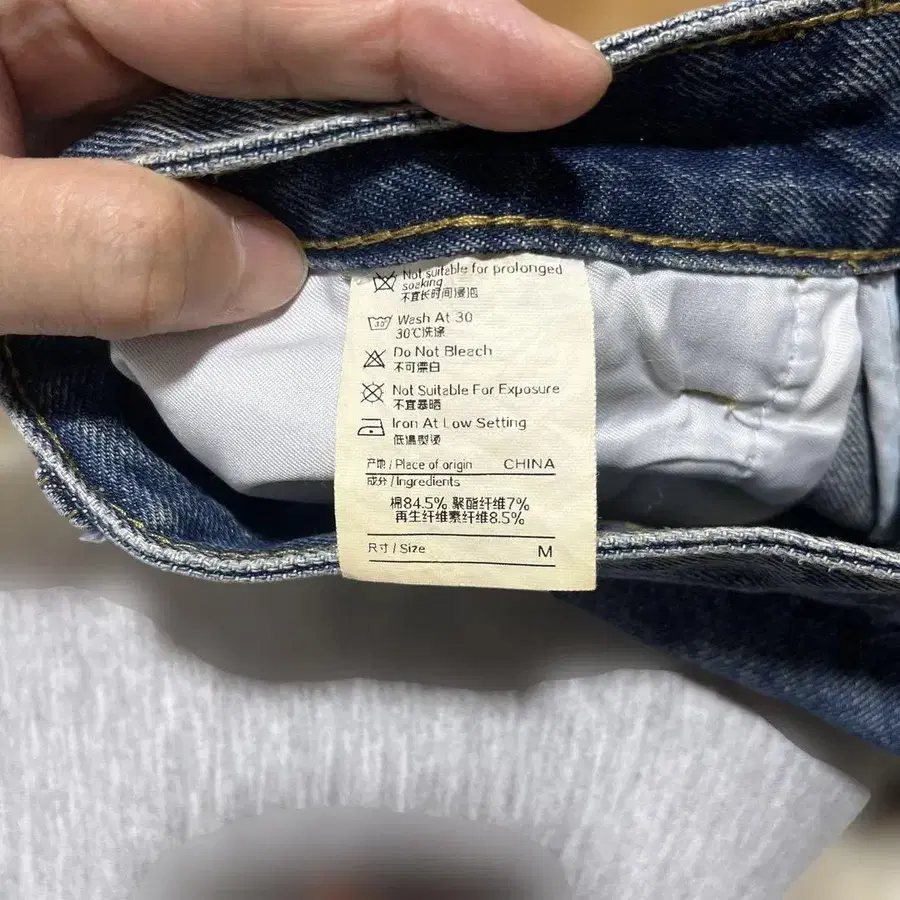 Not suitable for prolonged
soaking
不宜长时间浸泡
30
Wash At 30
30℃洗涤
Do Not Bleach
不可漂白
Not Suitable For Exposure
不宜暴晒
Iron At Low Setting
低温熨烫
产地 / Place of origin CHINA
成分 / Ingredients
棉84.5% 聚酯纤维7%
再生纤维素纤维8.5%
尺寸 / Size M